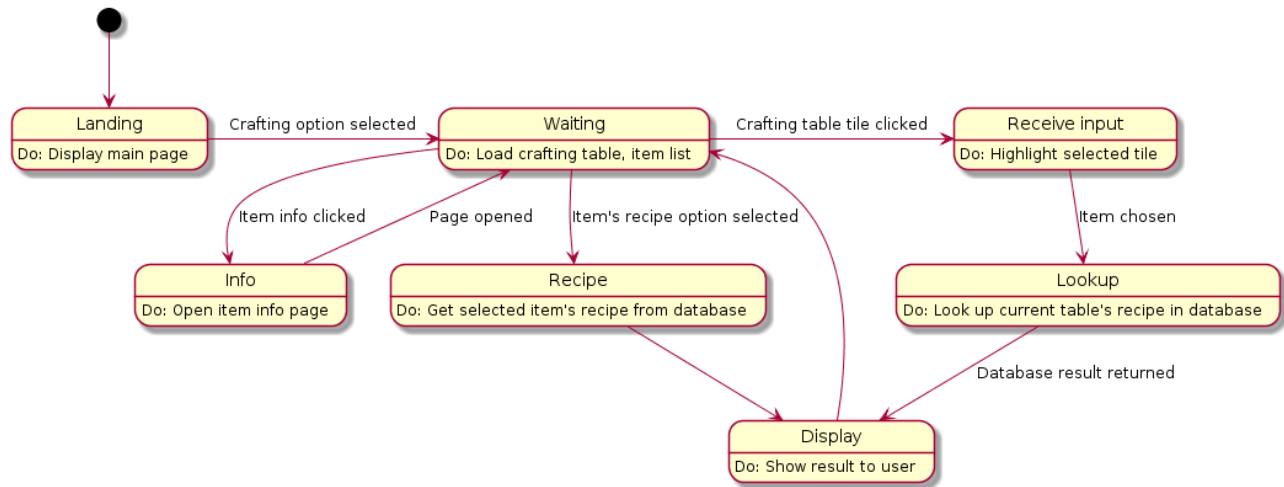 Landing
Do: Display main page
Crafting option selected
Waiting
Do: Load crafting table, item list
Crafting table tile clicked
Receive input
Do: Highlight selected tile
Item info clicked
Page opened
Item's recipe option selected
Item chosen
Info
Do: Open item info page
Recipe
Do: Get selected item's recipe from database
Lookup
Do: Look up current table's recipe in database
Database result returned
Display
Do: Show result to user